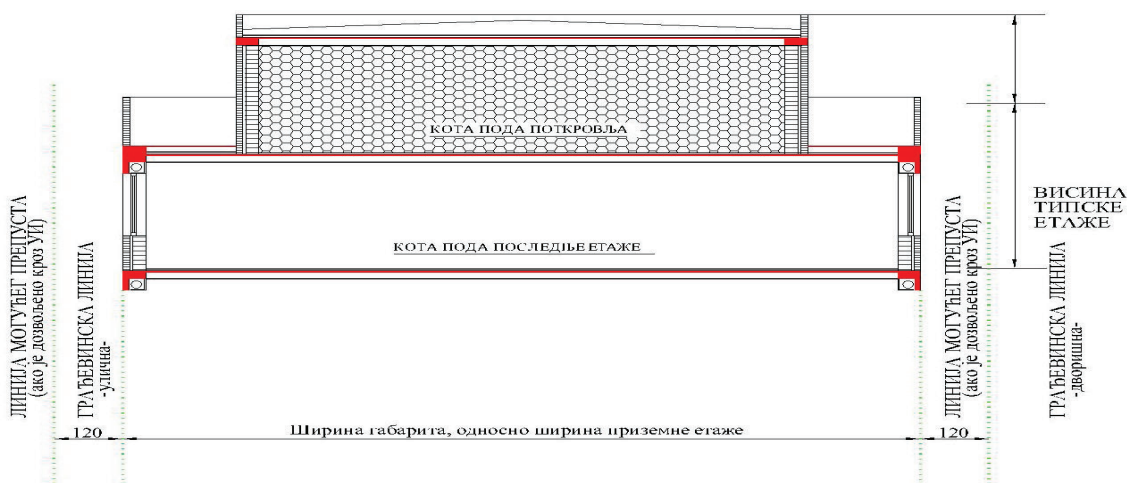 КОТА ПОДА ПОТКРОВЉА
КОТА ПОДА ПОСЛЕДЊЕ ЕТАЖЕ
ВИСИНА
ТИПСКЕ
ЕТАЖЕ
ЛИНИЈА МОГУЋЕГ ПРЕПУСТА
(ако је дозвољено кроз УИ)
ГРАЂЕВИНСКА ЛИНИЈА
-улична-
ЛИНИЈА МОГУЋЕГ ПРЕПУСТА
(ако је дозвољено кроз УИ)
ГРАЂЕВИНСКА ЛИНИЈА
-дворишна-
120
Ширина габарита, односно ширина приземне етаже
120